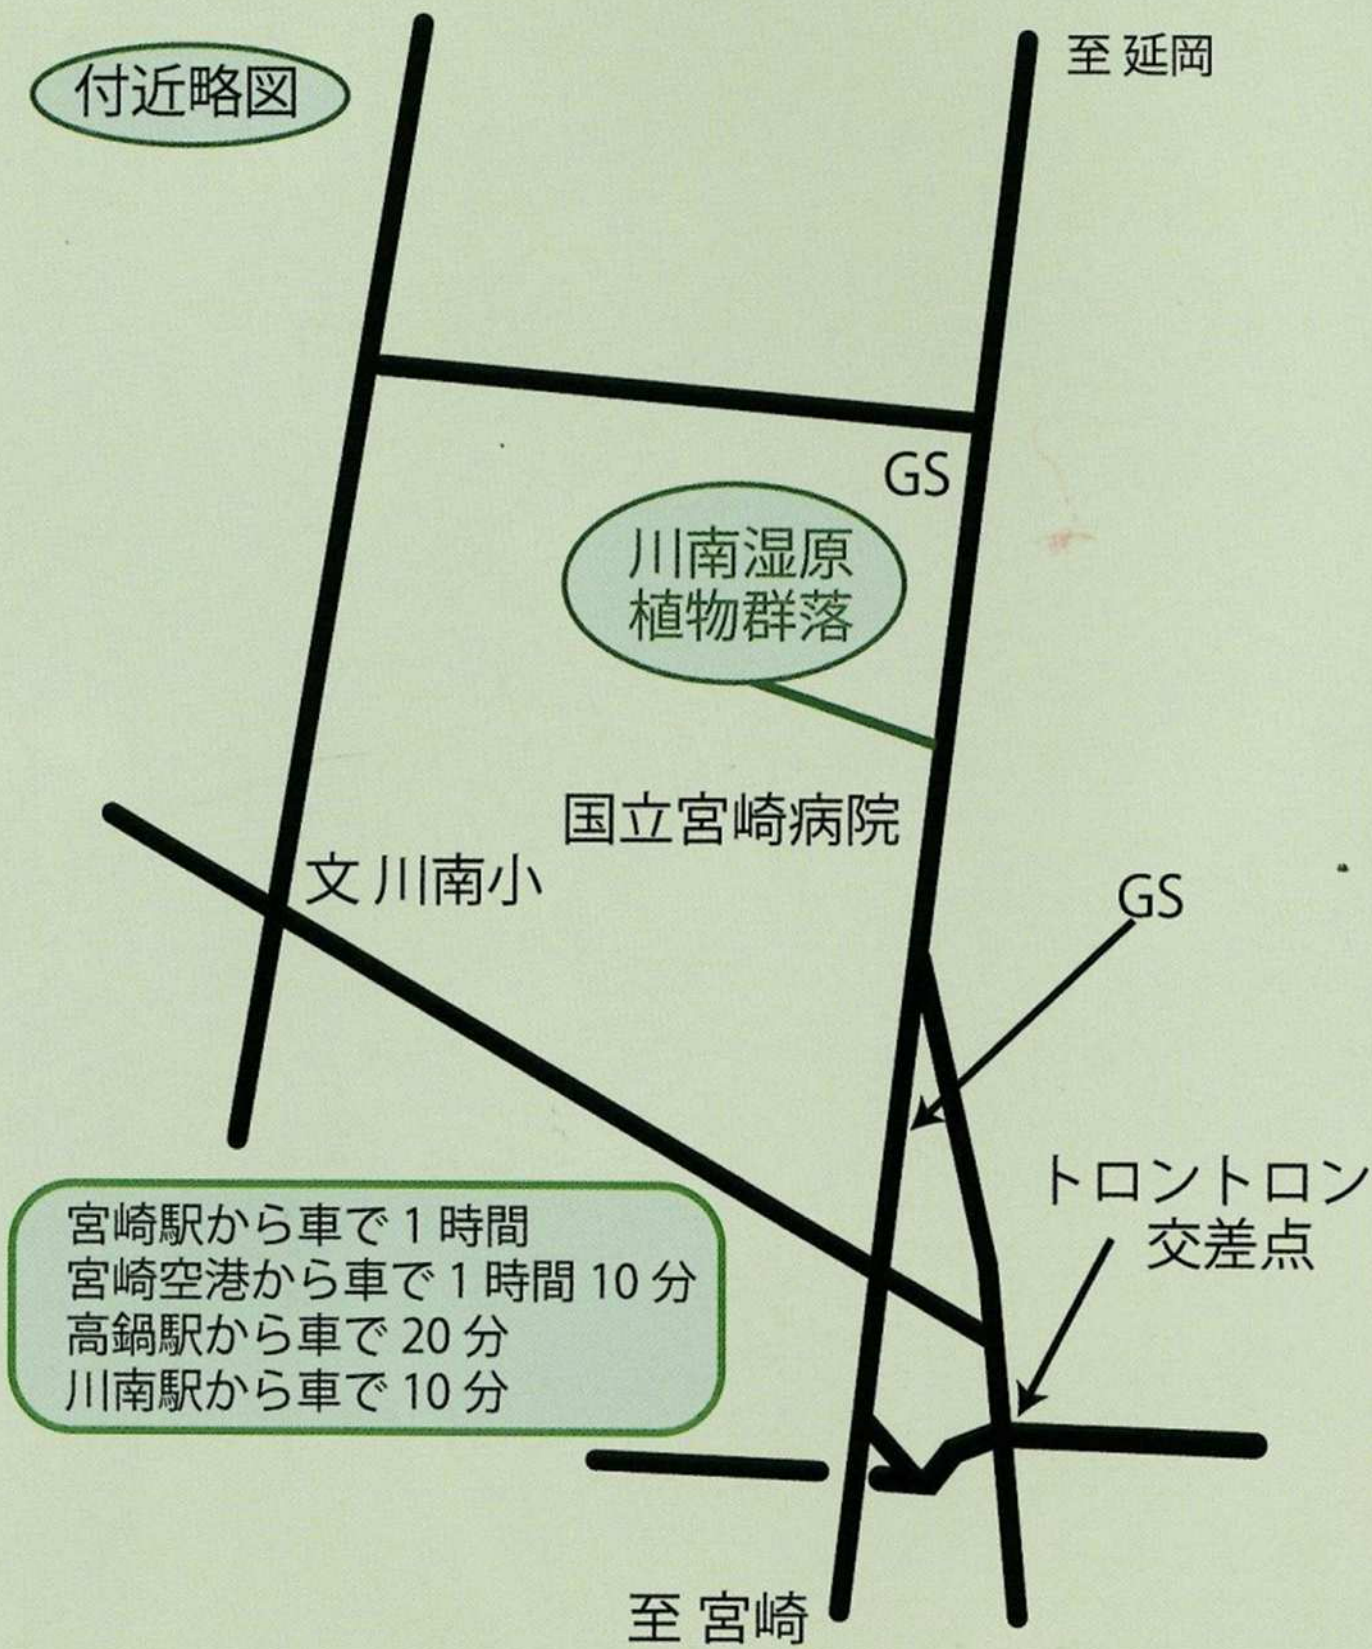 付近略図
至 延岡
GS
川南湿原
植物群落
国立宮崎病院
文 川南小
GS
トロントロン
交差点
宮崎駅から車で 1 時間
宮崎空港から車で 1 時間 10 分
高鍋駅から車で 20 分
川南駅から車で 10 分
至 宮崎